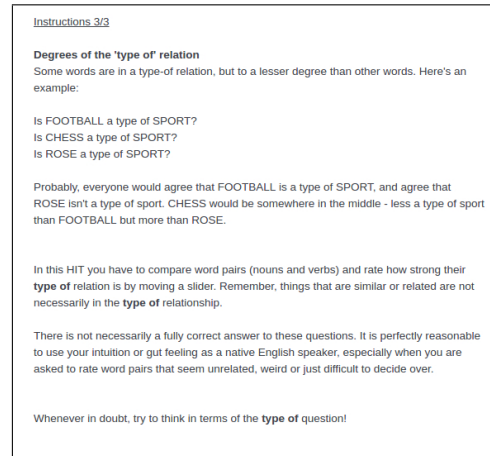 Instructions 3/3
Degrees of the 'type of' relation
Some words are in a type-of relation, but to a lesser degree than other words. Here's an
example:
Is FOOTBALL a type of SPORT?
Is CHESS a type of SPORT?
Is ROSE a type of SPORT?
Probably, everyone would agree that FOOTBALL is a type of SPORT, and agree that
ROSE isn't a type of sport. CHESS would be somewhere in the middle - less a type of sport
than FOOTBALL but more than ROSE.
In this HIT you have to compare word pairs (nouns and verbs) and rate how strong their
type of relation is by moving a slider. Remember, things that are similar or related are not
necessarily in the type of relationship.
There is not necessarily a fully correct answer to these questions. It is perfectly reasonable
to use your intuition or gut feeling as a native English speaker, especially when you are
asked to rate word pairs that seem unrelated, weird or just difficult to decide over.
Whenever in doubt, try to think in terms of the type of question!